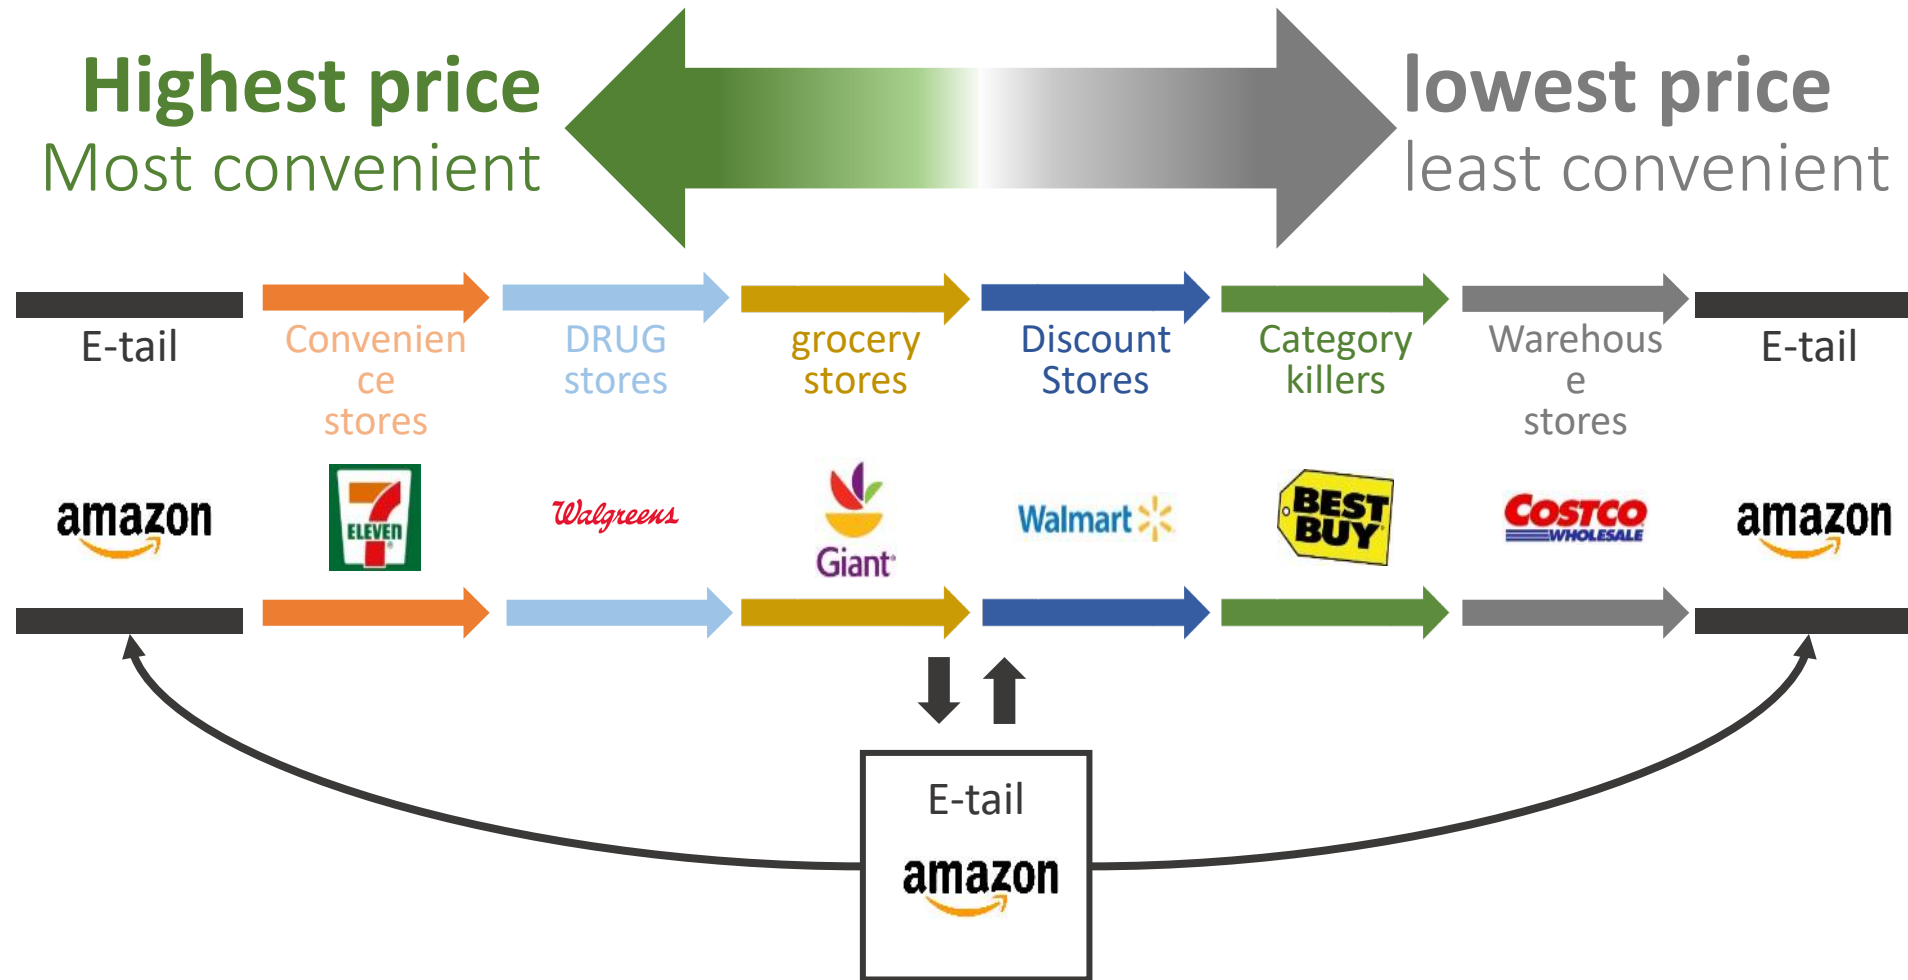 Highest price
Most convenient
lowest price
least convenient
E-tail
Convenien
ce
stores
DRUG
stores
grocery
stores
Discount
Stores
Category
killers
Warehous
e
stores
E-tail
amazon
7
ELEVEN
Walgreens
Giant
Walmart
BEST
BUY
COSTCO
WHOLESALE
amazon
E-tail
amazon